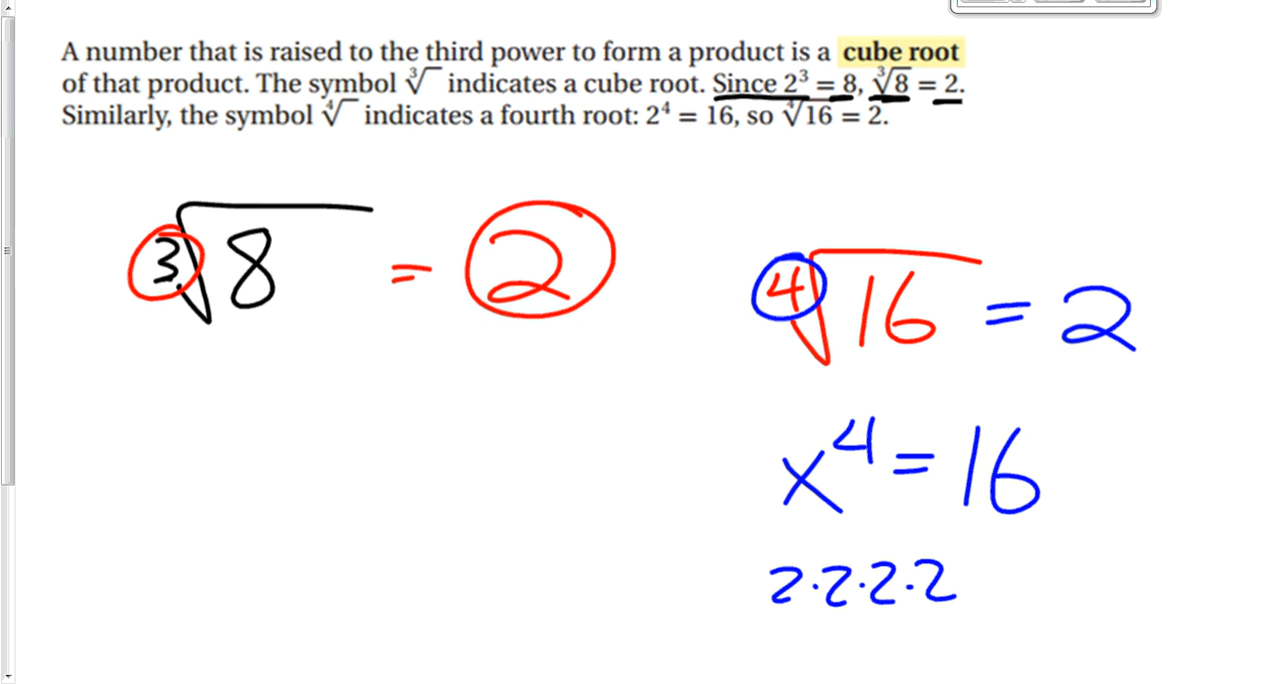 A number that is raised to the third power to form a product is a cube root
of that product. The symbol ∛ indicates a cube root. Since 2³ = 8, ∛8 = 2.
Similarly, the symbol ∜ indicates a fourth root: 2⁴ = 16, so ∜16 = 2.
∛8 = 2
∜16 = 2
x⁴ = 16
2·2·2·2